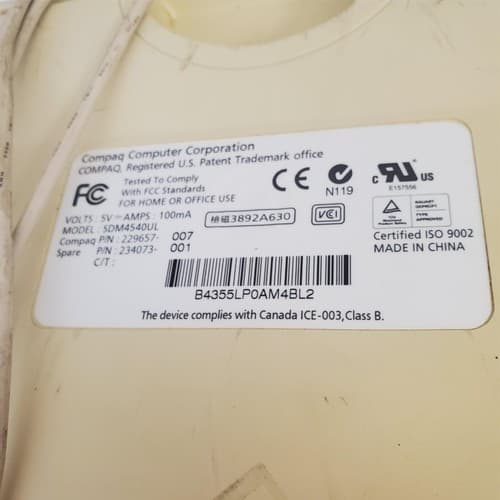 Compaq Computer Corporation
COMPAQ, Registered U.S. Patent Trademark office
FC
Tested To Comply
With FCC Standards
FOR HOME OR OFFICE USE
CE
N119
c RU US
E157556
VOLTS : 5V⎓ AMPS : 100mA
MODEL : SDM4540UL
檢磁3892A630
VCI
TYPE
APPROVED
Compaq P/N : 229657- 007
Spare P/N : 234073- 001
C/T :
Certified ISO 9002
MADE IN CHINA
B4355LP0AM4BL2
The device complies with Canada ICE-003,Class B.